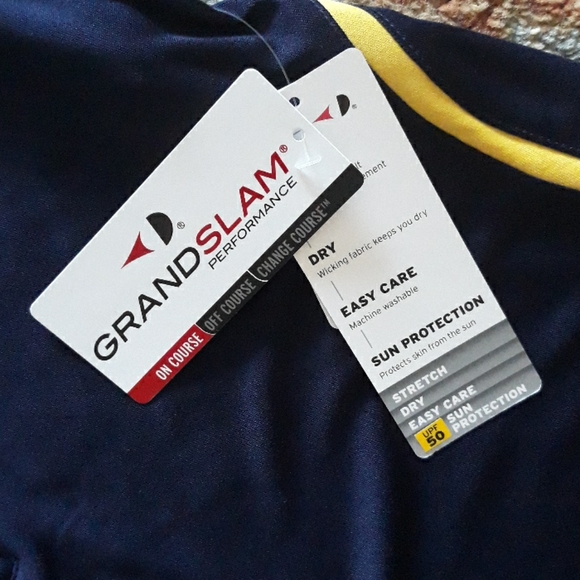 GRANDSLAM®
PERFORMANCE
ON COURSE OFF COURSE CHANGE COURSE™
DRY
Wicking fabric keeps you dry
EASY CARE
Machine washable
SUN PROTECTION
Protects skin from the sun
STRETCH
DRY
EASY CARE
SUN
PROTECTION
UPF
50